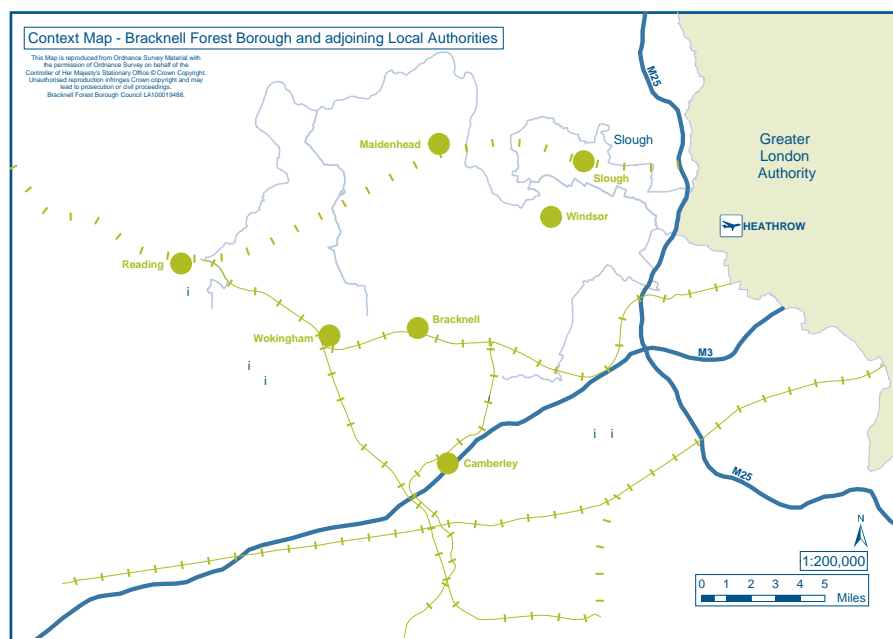 Context Map - Bracknell Forest Borough and adjoining Local Authorities
This Map is reproduced from Ordnance Survey Material with
the permission of Ordnance Survey on behalf of the
Controller of Her Majesty's Stationary Office © Crown Copyright.
Unauthorised reproduction infringes Crown copyright and may
lead to prosecution or civil proceedings.
Bracknell Forest Borough Council LA100019488.
M25
Maidenhead
Slough
Slough
Greater
London
Authority
Windsor
HEATHROW
Reading
i
Bracknell
Wokingham
M3
i
i
i i
Camberley
M25
N
1:200,000
0 1 2 3 4 5
Miles